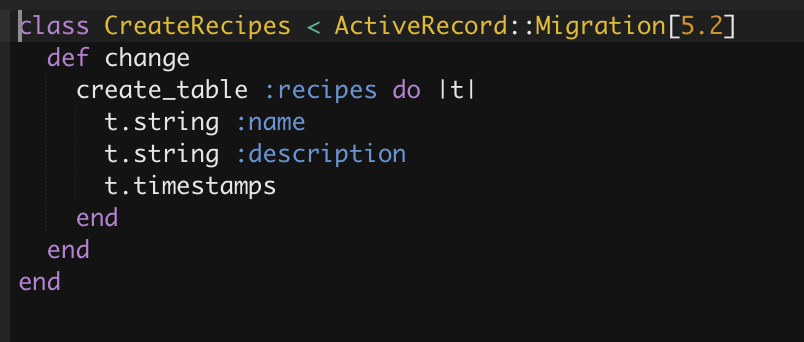 class CreateRecipes < ActiveRecord::Migration[5.2]
  def change
    create_table :recipes do |t|
      t.string :name
      t.string :description
      t.timestamps
    end
  end
end